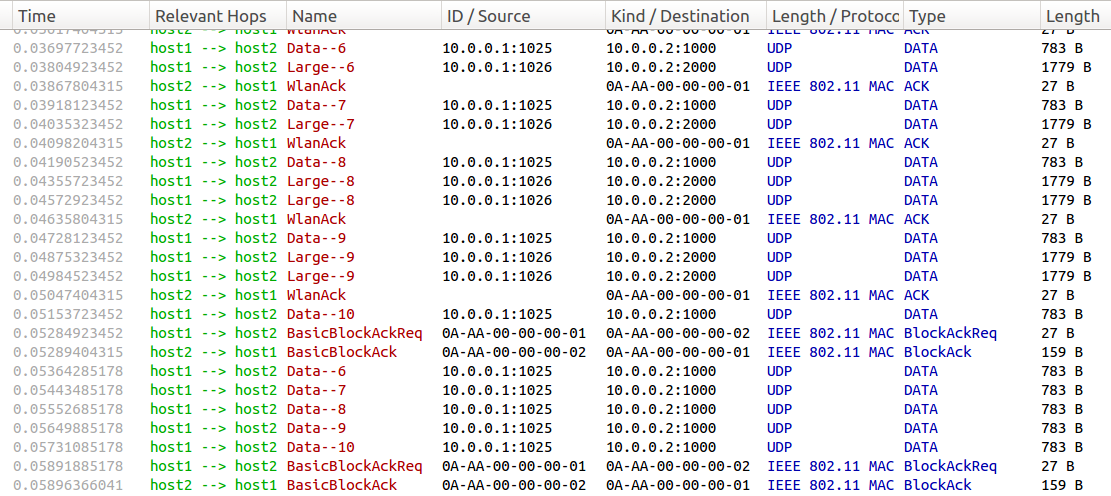 Time Relevant Hops Name ID / Source Kind / Destination Length / Protoco Type Length
0.03617404315 host2 --> host1 WlanAck 0A-AA-00-00-00-01 IEEE 802.11 MAC ACK 27 B
0.03697723452 host1 --> host2 Data--6 10.0.0.1:1025 10.0.0.2:1000 UDP DATA 783 B
0.03804923452 host1 --> host2 Large--6 10.0.0.1:1026 10.0.0.2:2000 UDP DATA 1779 B
0.03867804315 host2 --> host1 WlanAck 0A-AA-00-00-00-01 IEEE 802.11 MAC ACK 27 B
0.03918123452 host1 --> host2 Data--7 10.0.0.1:1025 10.0.0.2:1000 UDP DATA 783 B
0.04035323452 host1 --> host2 Large--7 10.0.0.1:1026 10.0.0.2:2000 UDP DATA 1779 B
0.04098204315 host2 --> host1 WlanAck 0A-AA-00-00-00-01 IEEE 802.11 MAC ACK 27 B
0.04190523452 host1 --> host2 Data--8 10.0.0.1:1025 10.0.0.2:1000 UDP DATA 783 B
0.04355723452 host1 --> host2 Large--8 10.0.0.1:1026 10.0.0.2:2000 UDP DATA 1779 B
0.04572923452 host1 --> host2 Large--8 10.0.0.1:1026 10.0.0.2:2000 UDP DATA 1779 B
0.04635804315 host2 --> host1 WlanAck 0A-AA-00-00-00-01 IEEE 802.11 MAC ACK 27 B
0.04728123452 host1 --> host2 Data--9 10.0.0.1:1025 10.0.0.2:1000 UDP DATA 783 B
0.04875323452 host1 --> host2 Large--9 10.0.0.1:1026 10.0.0.2:2000 UDP DATA 1779 B
0.04984523452 host1 --> host2 Large--9 10.0.0.1:1026 10.0.0.2:2000 UDP DATA 1779 B
0.05047404315 host2 --> host1 WlanAck 0A-AA-00-00-00-01 IEEE 802.11 MAC ACK 27 B
0.05153723452 host1 --> host2 Data--10 10.0.0.1:1025 10.0.0.2:1000 UDP DATA 783 B
0.05284923452 host1 --> host2 BasicBlockAckReq 0A-AA-00-00-00-01 0A-AA-00-00-00-02 IEEE 802.11 MAC BlockAckReq 27 B
0.05289404315 host2 --> host1 BasicBlockAck 0A-AA-00-00-00-02 0A-AA-00-00-00-01 IEEE 802.11 MAC BlockAck 159 B
0.05364285178 host1 --> host2 Data--6 10.0.0.1:1025 10.0.0.2:1000 UDP DATA 783 B
0.05443485178 host1 --> host2 Data--7 10.0.0.1:1025 10.0.0.2:1000 UDP DATA 783 B
0.05552685178 host1 --> host2 Data--8 10.0.0.1:1025 10.0.0.2:1000 UDP DATA 783 B
0.05649885178 host1 --> host2 Data--9 10.0.0.1:1025 10.0.0.2:1000 UDP DATA 783 B
0.05731085178 host1 --> host2 Data--10 10.0.0.1:1025 10.0.0.2:1000 UDP DATA 783 B
0.05891885178 host1 --> host2 BasicBlockAckReq 0A-AA-00-00-00-01 0A-AA-00-00-00-02 IEEE 802.11 MAC BlockAckReq 27 B
0.05896366041 host2 --> host1 BasicBlockAck 0A-AA-00-00-00-02 0A-AA-00-00-00-01 IEEE 802.11 MAC BlockAck 159 B